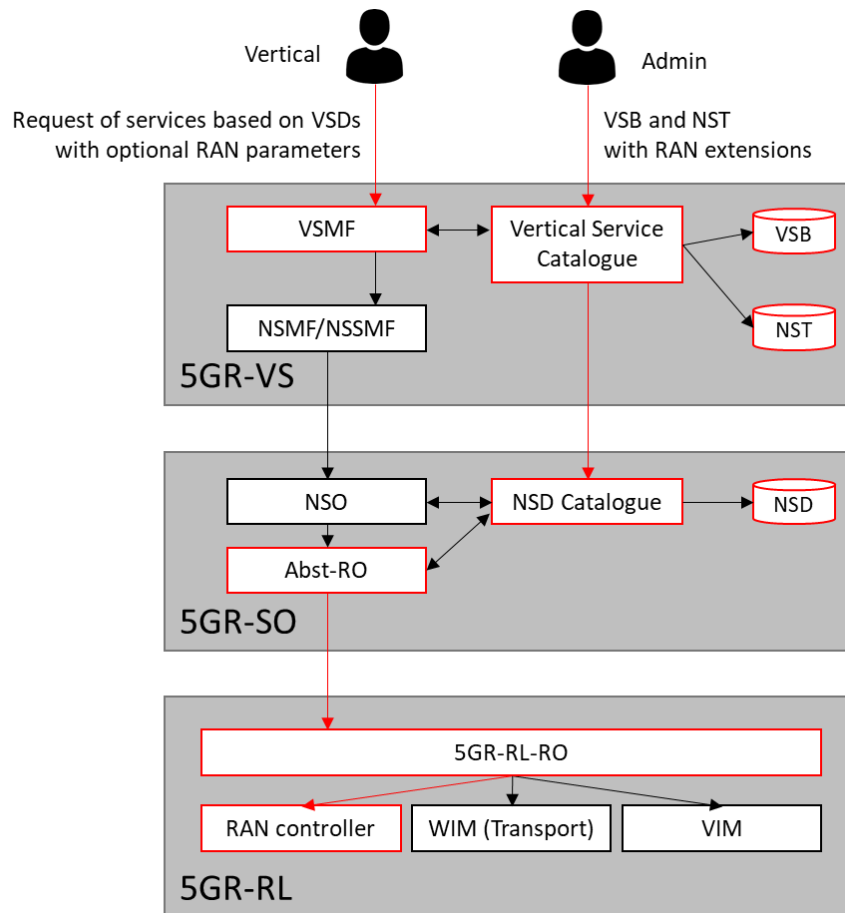 Vertical
Admin
Request of services based on VSDs
with optional RAN parameters
VSB and NST
with RAN extensions
VSMF
Vertical Service
Catalogue
VSB
NSMF/NSSMF
NST
5GR-VS
NSO
NSD Catalogue
NSD
Abst-RO
5GR-SO
5GR-RL-RO
RAN controller
WIM (Transport)
VIM
5GR-RL